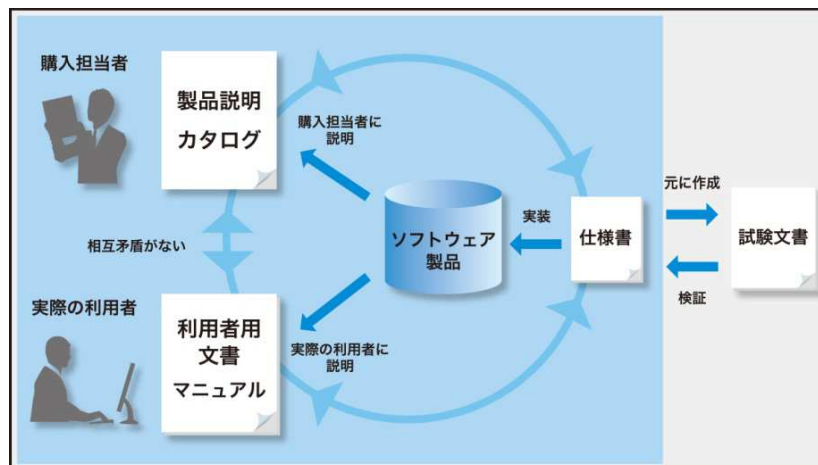 購入担当者
製品説明
カタログ
購入担当者に
説明
元に作成
実装
ソフトウェア
製品
仕様書
試験文書
相互矛盾がない
検証
実際の利用者
利用者用
文書
マニュアル
実際の利用者に
説明